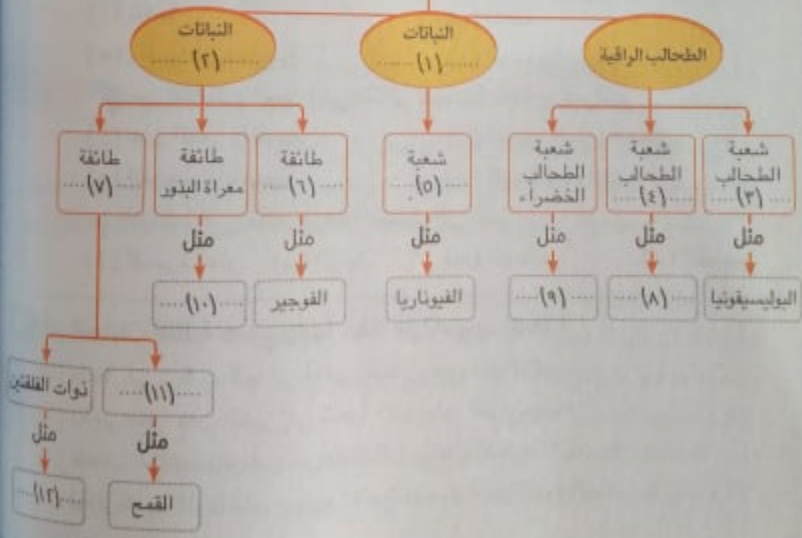 الطحالب الراقية
النباتات
......(١)......
النباتات
......(٢)......
شعبة
الطحالب
....(٣)....
شعبة
الطحالب
....(٤)....
شعبة
الطحالب
الخضراء
شعبة
....(٥)....
طائفة
....(٦)....
طائفة
معراة البذور
طائفة
....(٧)....
مثل
مثل
مثل
مثل
مثل
مثل
البوليسيفونيا
....(٨)....
....(٩)....
الفيوناريا
الفوجير
....(١٠)....
....(١١)....
ذوات الفلقتين
مثل
مثل
القمح
....(١٢)....